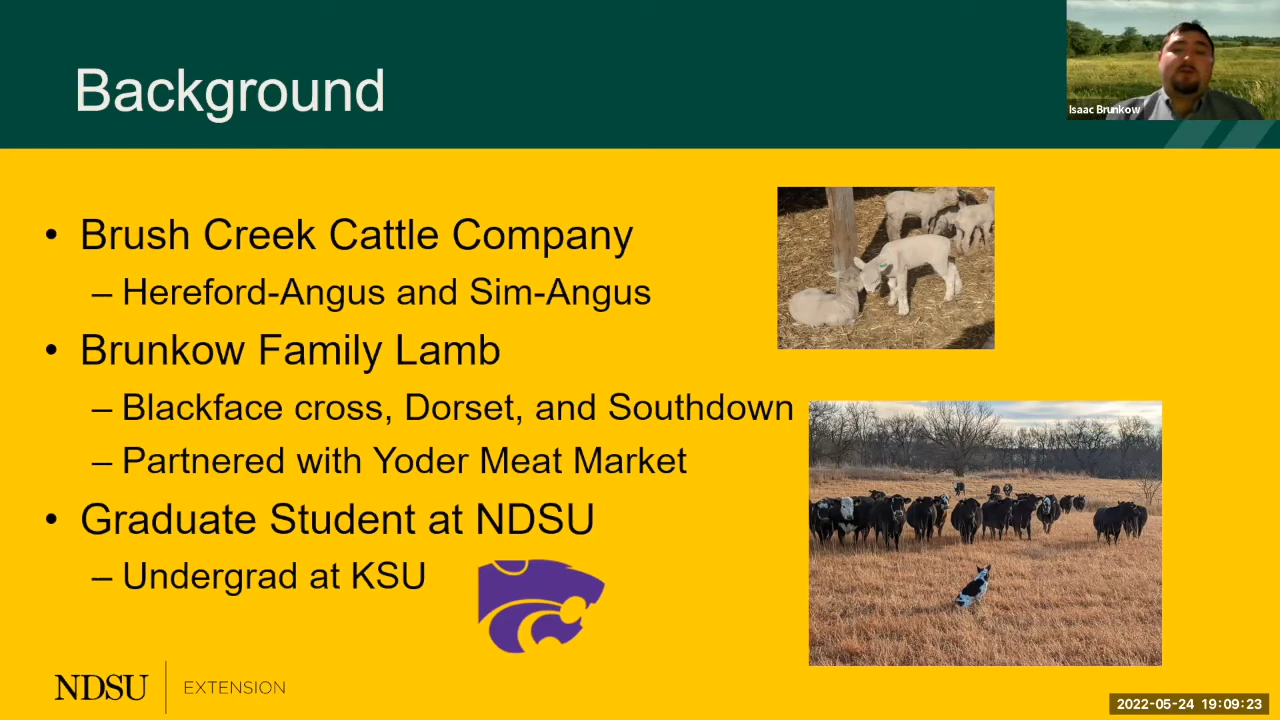 Background
Isaac Brunkow
• Brush Creek Cattle Company
– Hereford-Angus and Sim-Angus
• Brunkow Family Lamb
– Blackface cross, Dorset, and Southdown
– Partnered with Yoder Meat Market
• Graduate Student at NDSU
– Undergrad at KSU
NDSU EXTENSION
2022-05-24 19:09:23